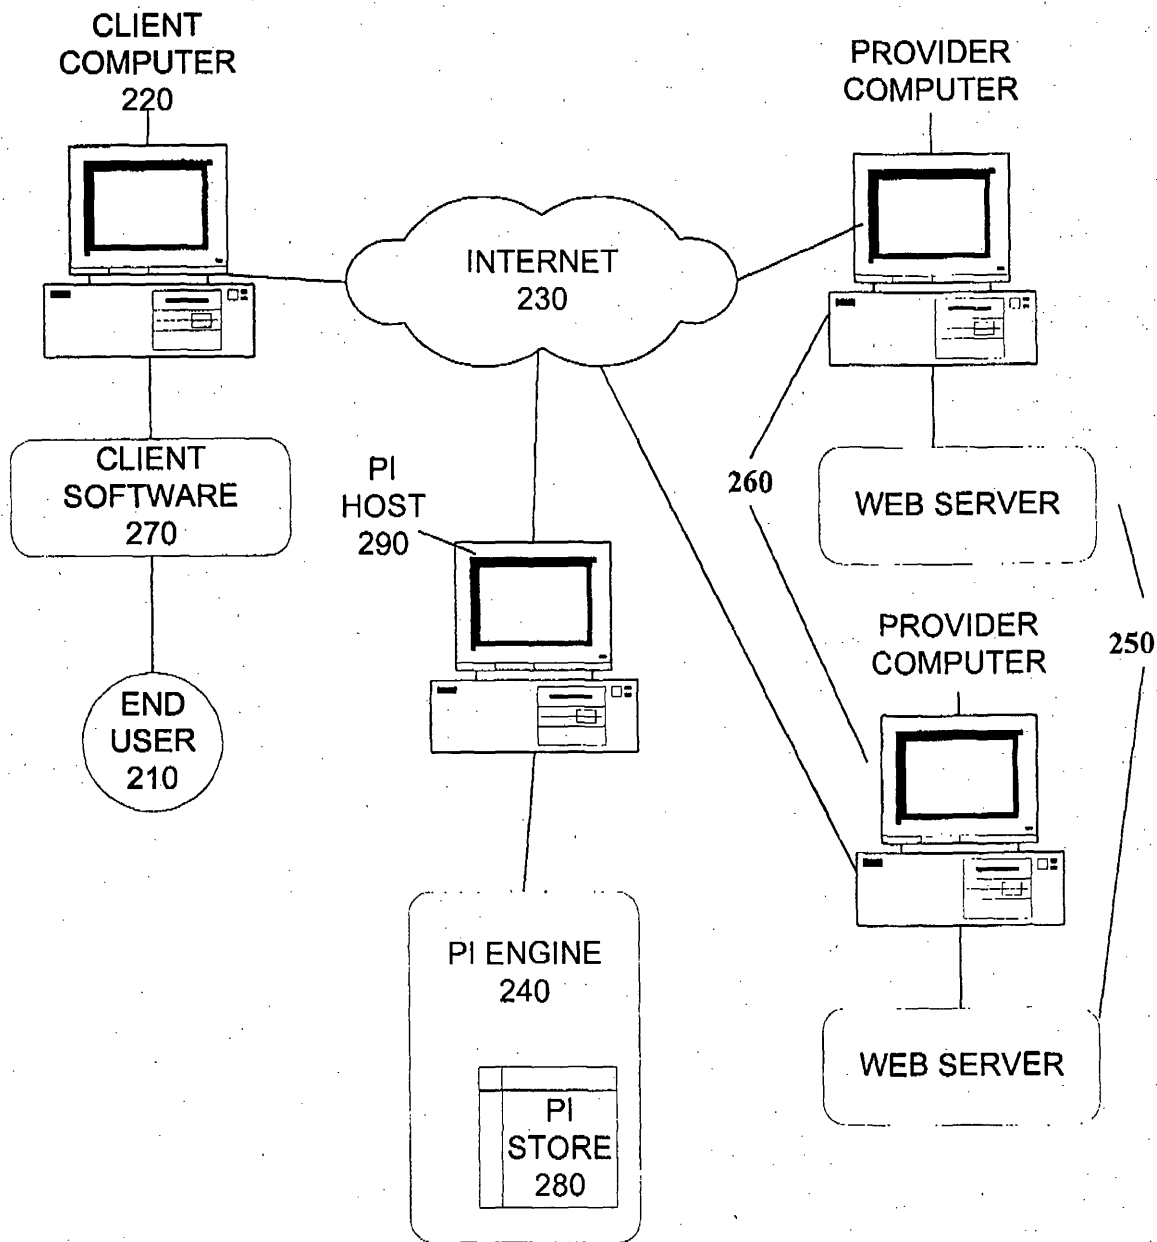 CLIENT
COMPUTER
220
PROVIDER
COMPUTER
INTERNET
230
CLIENT
SOFTWARE
270
PI
HOST
290
260
WEB SERVER
END
USER
210
PROVIDER
COMPUTER
250
PI ENGINE
240
PI
STORE
280
WEB SERVER